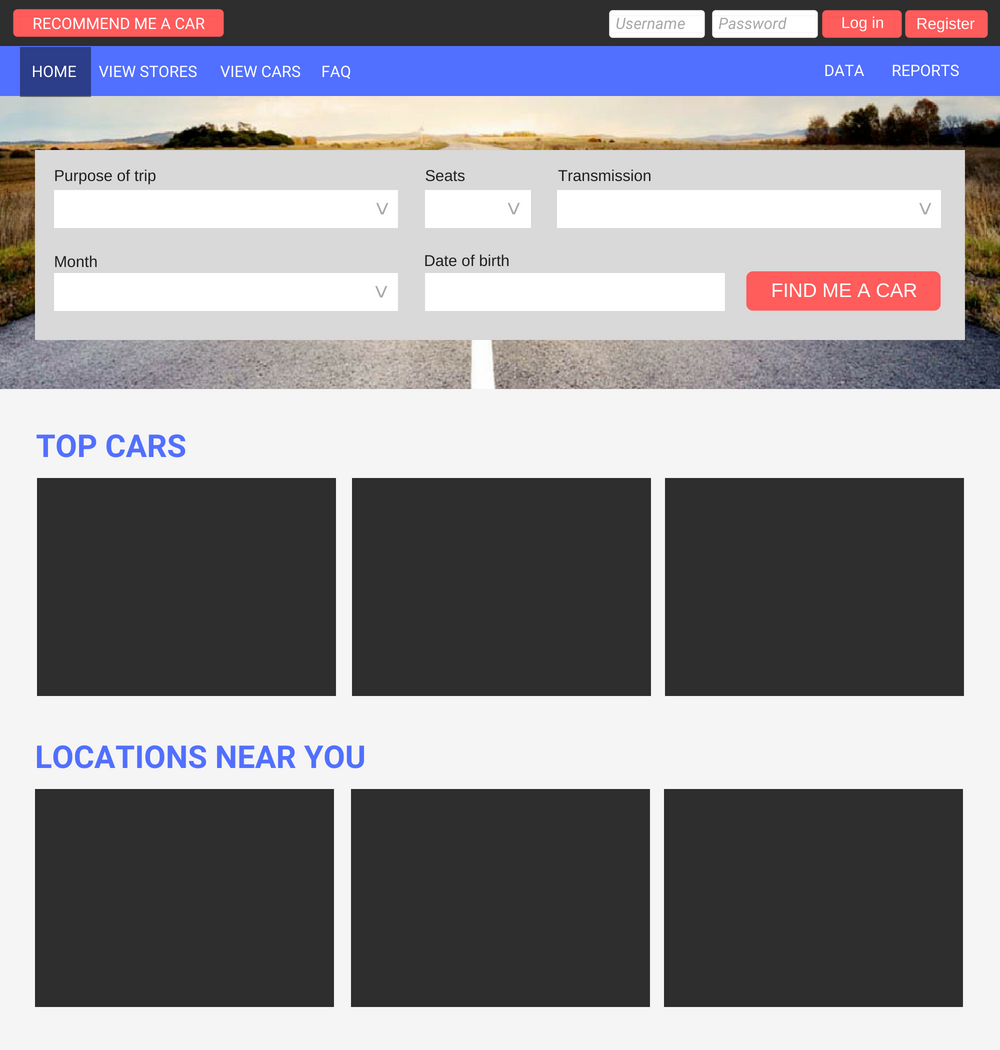 RECOMMEND ME A CAR Username Password Log in Register
HOME VIEW STORES VIEW CARS FAQ DATA REPORTS
Purpose of trip Seats Transmission
V V V
Month Date of birth
V FIND ME A CAR
TOP CARS
LOCATIONS NEAR YOU